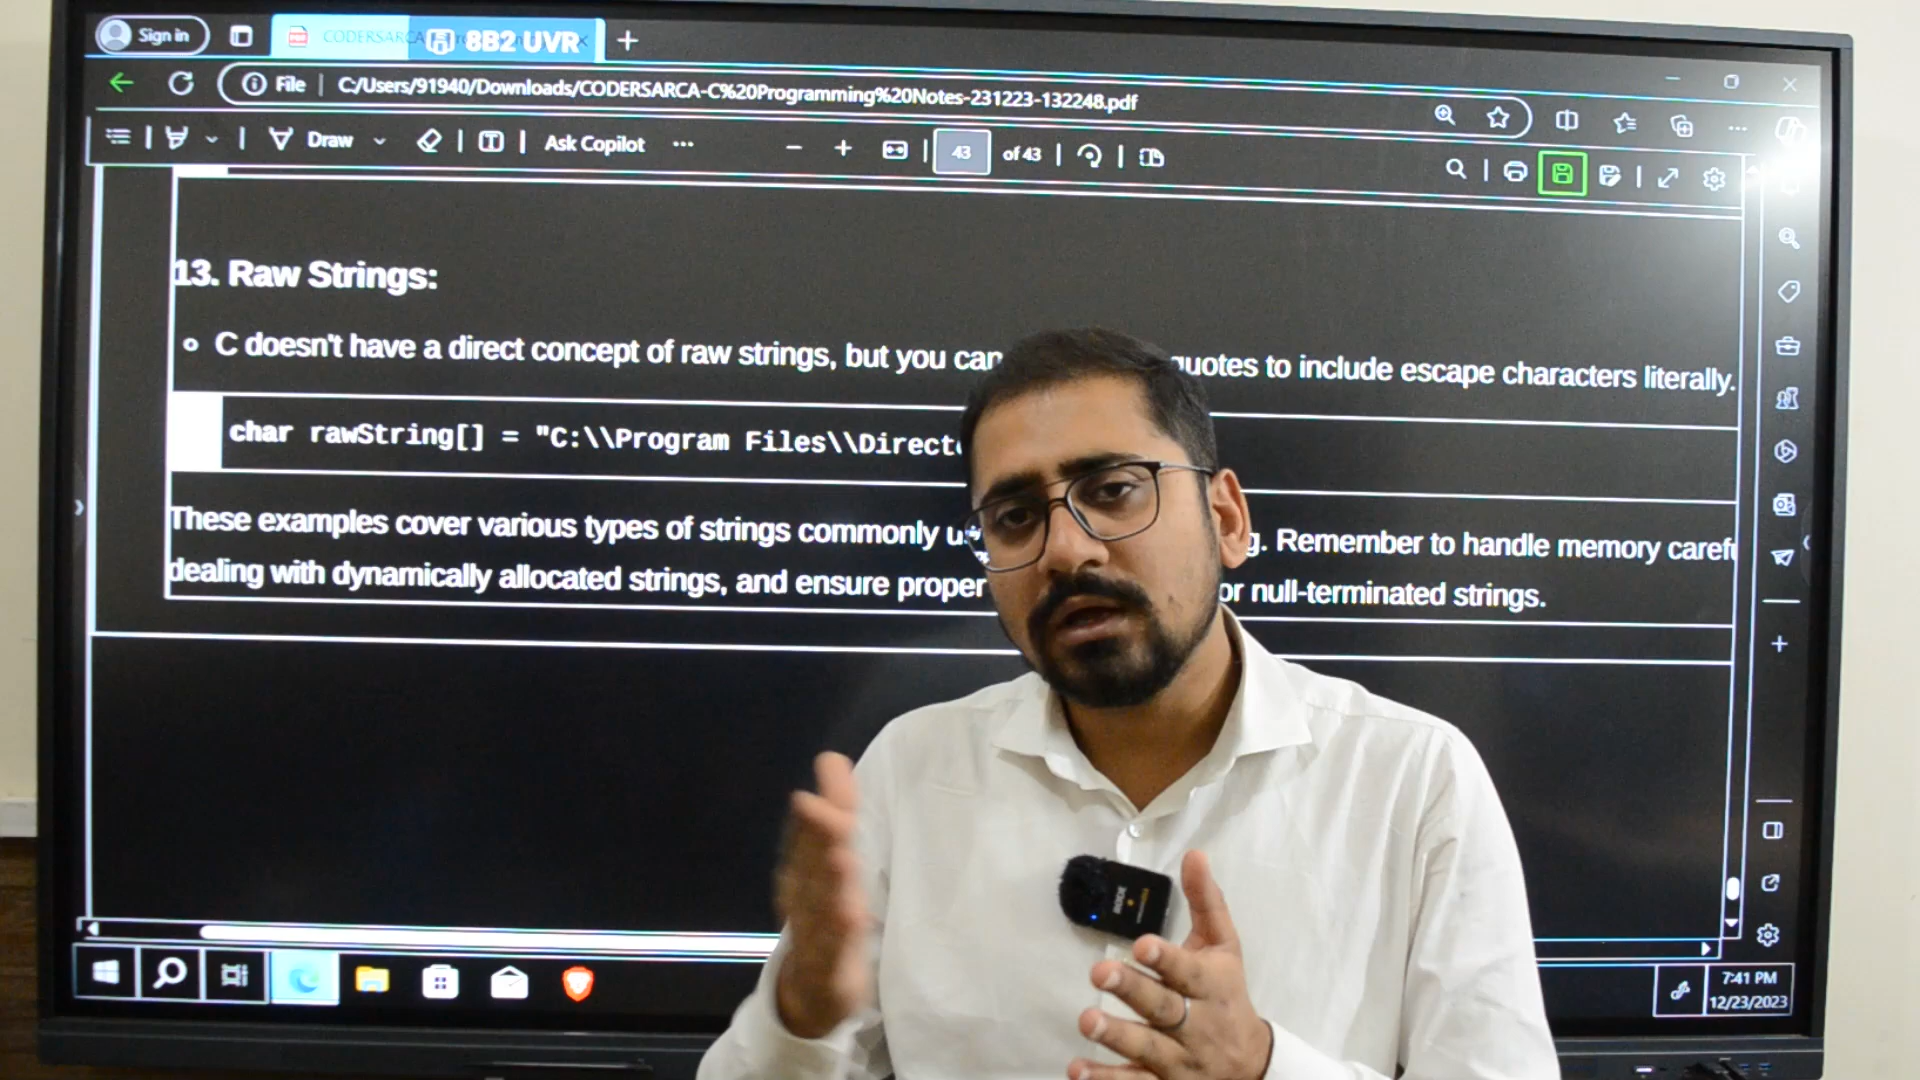 Sign in
CODERSARCA
8B2 UVR
File
C:/Users/91940/Downloads/CODERSARCA-C%20Programming%20Notes-231223-132248.pdf
Draw
Ask Copilot
43
of 43
13. Raw Strings:
C doesn't have a direct concept of raw strings, but you can quotes to include escape characters literally.
char rawString[] = "C:\\Program Files\\Direct
These examples cover various types of strings commonly Remember to handle memory
dealing with dynamically allocated strings, and ensure proper or null-terminated strings.
RODE
7:41 PM
12/23/2023